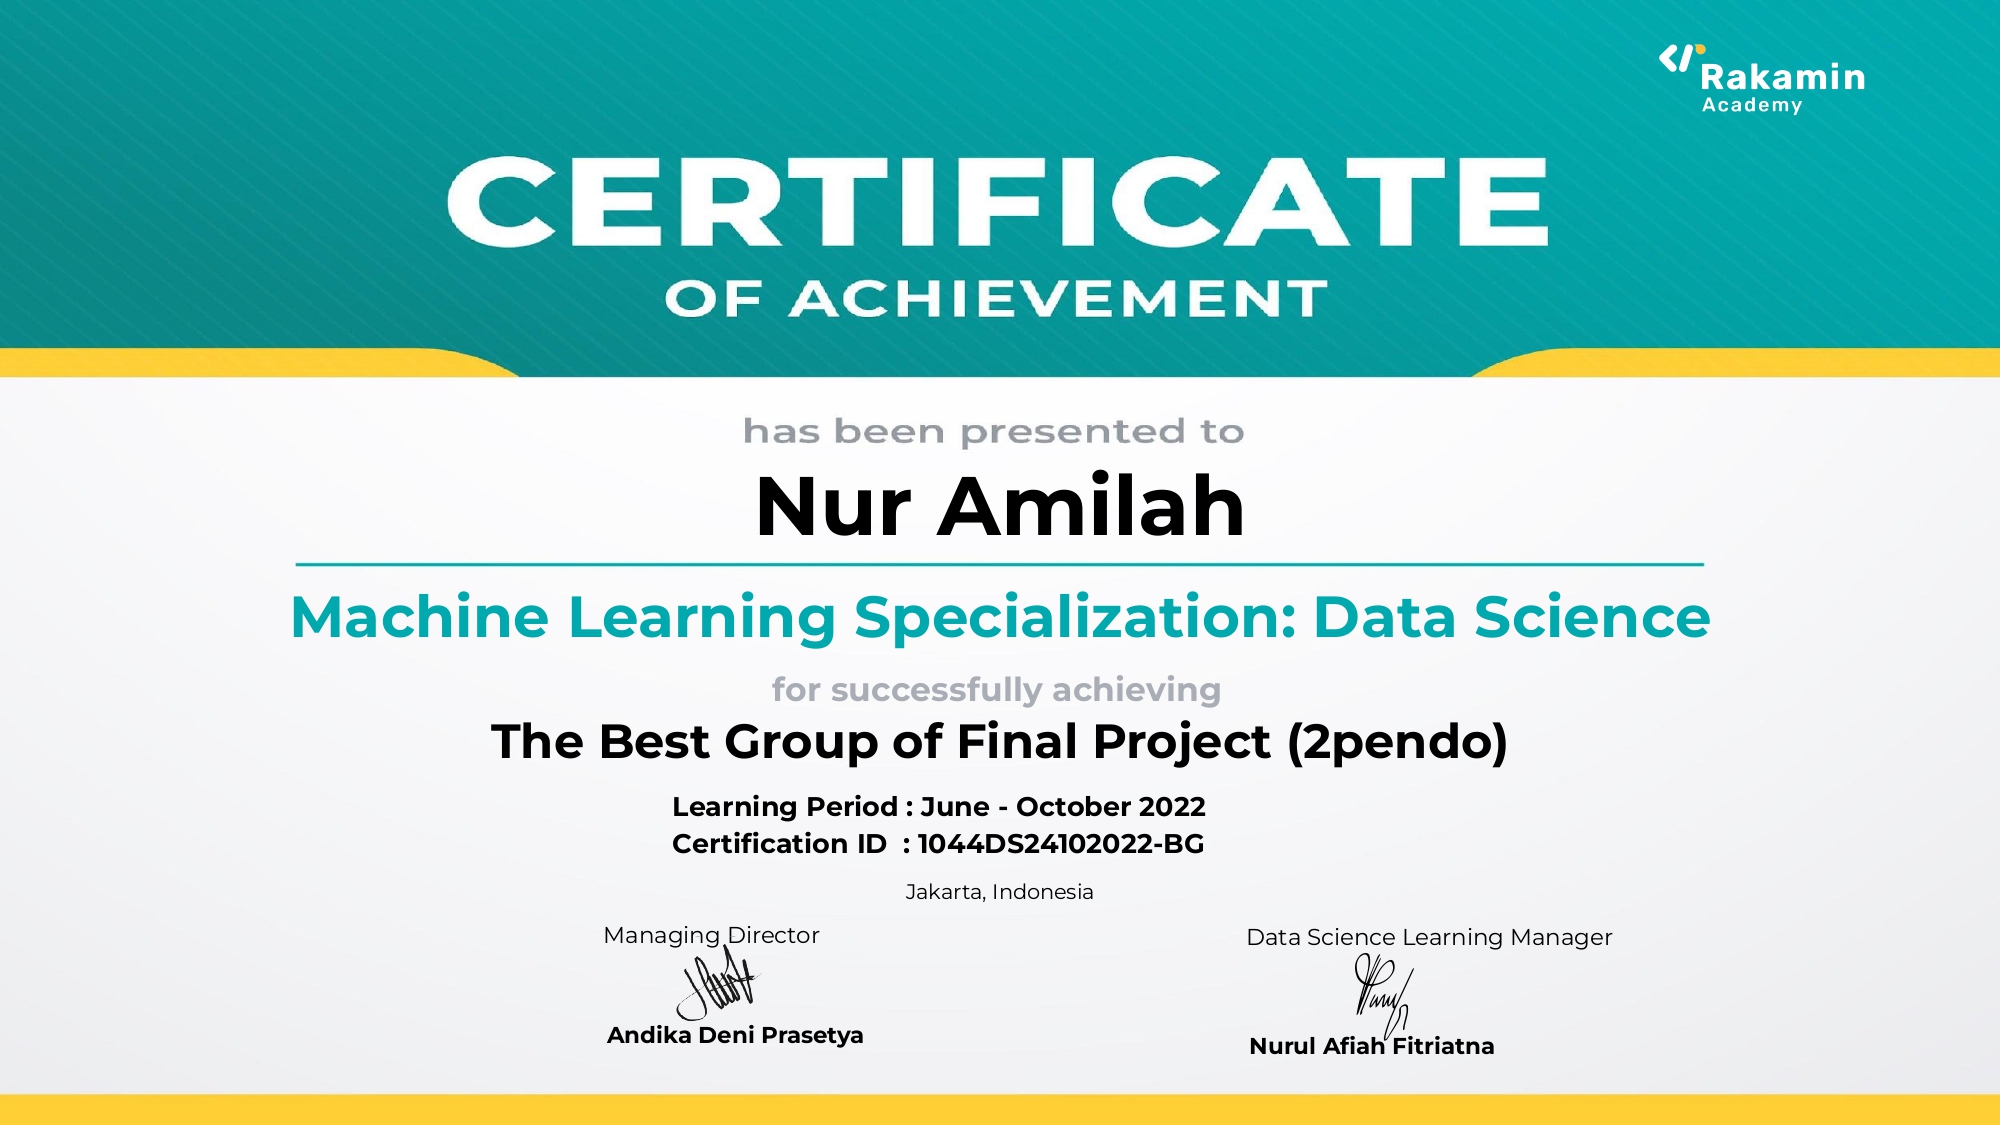 Rakamin
Academy
CERTIFICATE
OF ACHIEVEMENT
has been presented to
Nur Amilah
Machine Learning Specialization: Data Science
for successfully achieving
The Best Group of Final Project (2pendo)
Learning Period : June - October 2022
Certification ID : 1044DS24102022-BG
Jakarta, Indonesia
Managing Director
Andika Deni Prasetya
Data Science Learning Manager
Nurul Afiah Fitriatna